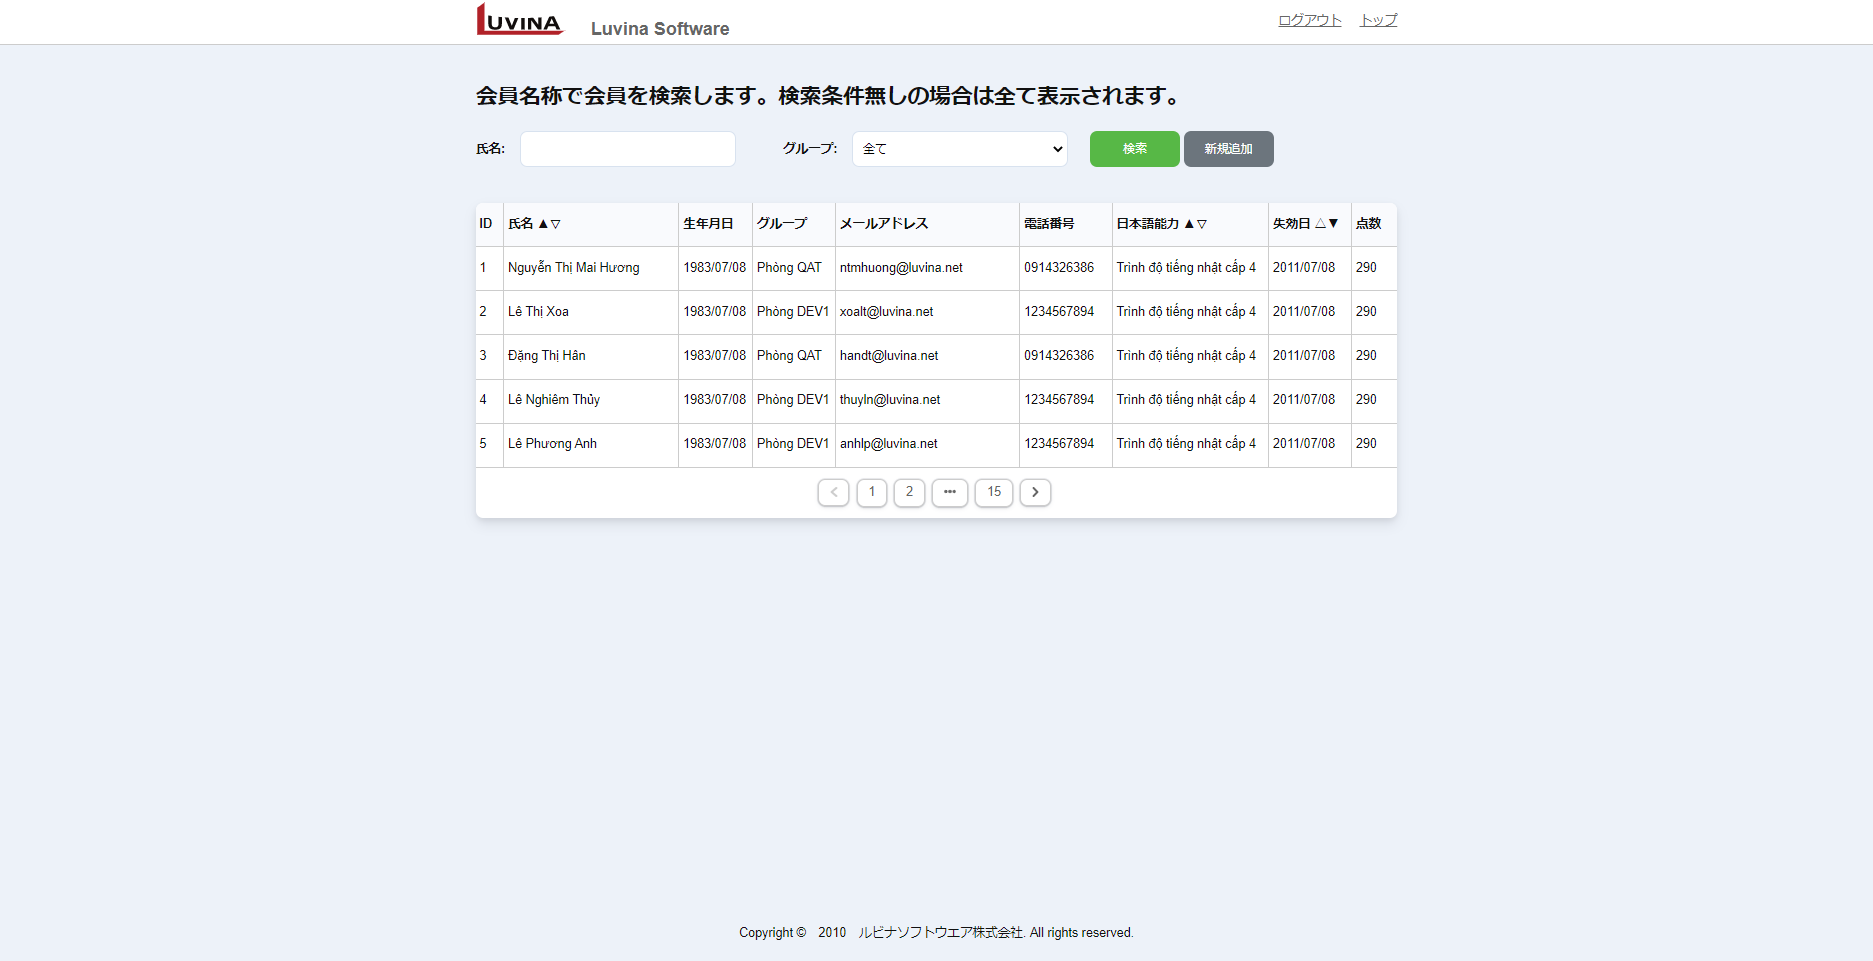 LUVINA Luvina Software ログアウト トップ
会員名称で会員を検索します。検索条件無しの場合は全て表示されます。
氏名: グループ: 全て 検索 新規追加
ID 氏名 ▲▽ 生年月日 グループ メールアドレス 電話番号 日本語能力 ▲▽ 失効日 △▼ 点数
1 Nguyễn Thị Mai Hương 1983/07/08 Phòng QAT ntmhuong@luvina.net 0914326386 Trình độ tiếng nhật cấp 4 2011/07/08 290
2 Lê Thị Xoa 1983/07/08 Phòng DEV1 xoalt@luvina.net 1234567894 Trình độ tiếng nhật cấp 4 2011/07/08 290
3 Đặng Thị Hân 1983/07/08 Phòng QAT handt@luvina.net 0914326386 Trình độ tiếng nhật cấp 4 2011/07/08 290
4 Lê Nghiêm Thủy 1983/07/08 Phòng DEV1 thuyln@luvina.net 1234567894 Trình độ tiếng nhật cấp 4 2011/07/08 290
5 Lê Phương Anh 1983/07/08 Phòng DEV1 anhlp@luvina.net 1234567894 Trình độ tiếng nhật cấp 4 2011/07/08 290
< 1 2 ••• 15 >
Copyright © 2010 ルビナソフトウエア株式会社. All rights reserved.